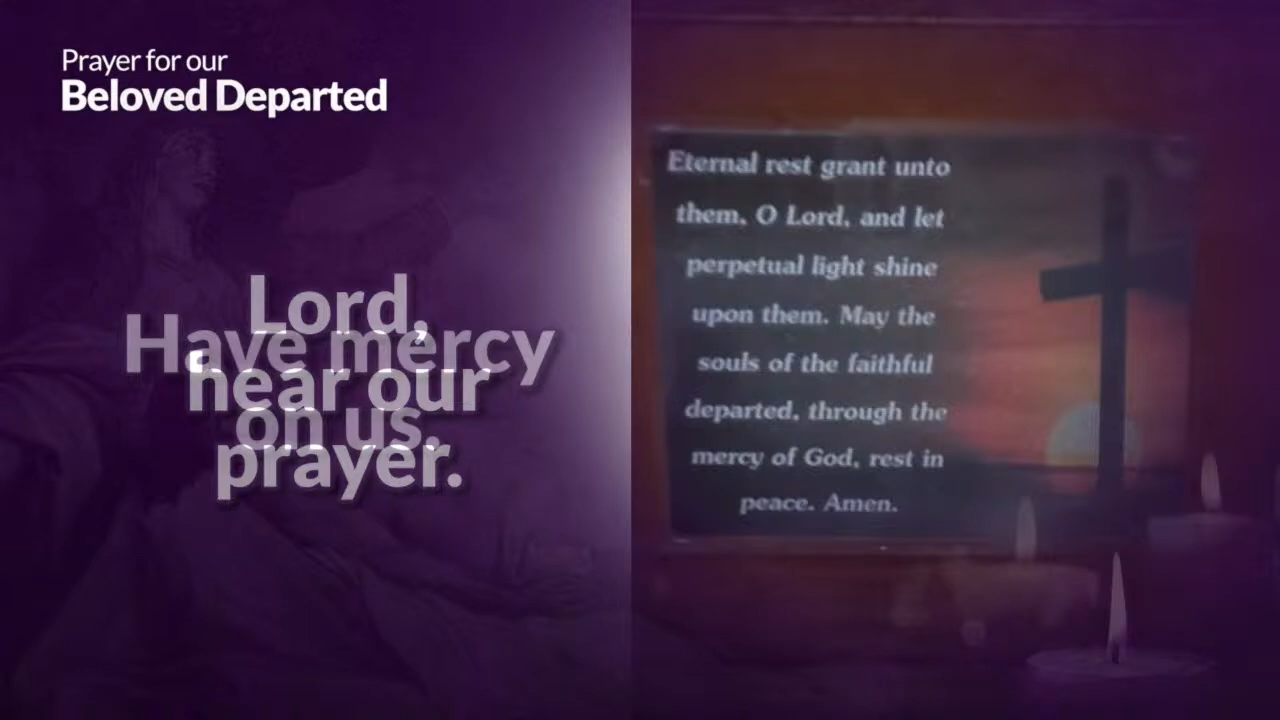 Prayer for our
Beloved Departed
Lord,
hear our
prayer.
Have mercy
on us.
Eternal rest grant unto
them, O Lord, and let
perpetual light shine
upon them. May the
souls of the faithful
departed, through the
mercy of God, rest in
peace. Amen.